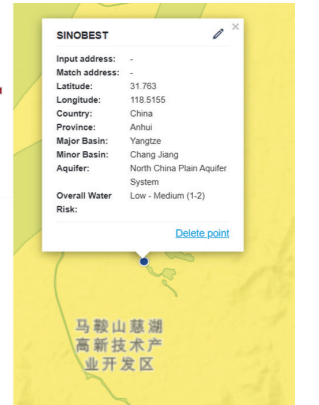 SINOBEST
×
Input address: -
Match address: -
Latitude: 31.763
Longitude: 118.5155
Country: China
Province: Anhui
Major Basin: Yangtze
Minor Basin: Chang Jiang
Aquifer: North China Plain Aquifer
System
Overall Water Low - Medium (1-2)
Risk:
Delete point
马鞍山慈湖
高新技术产
业开发区